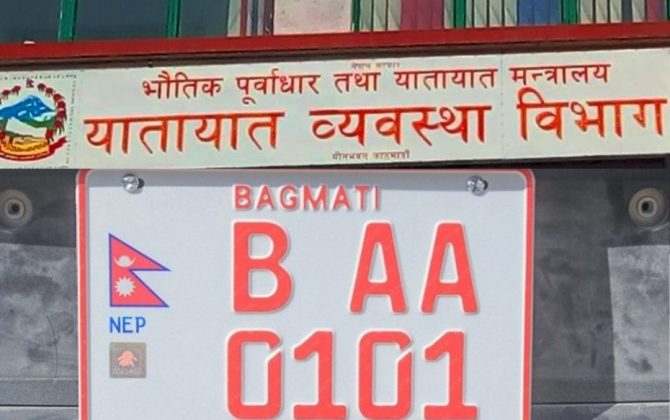 नेपाल सरकार
भौतिक पूर्वाधार तथा यातायात मन्त्रालय
यातायात व्यवस्था विभाग
मीनभवन काठमाडौं
BAGMATI
B AA
NEP
0101